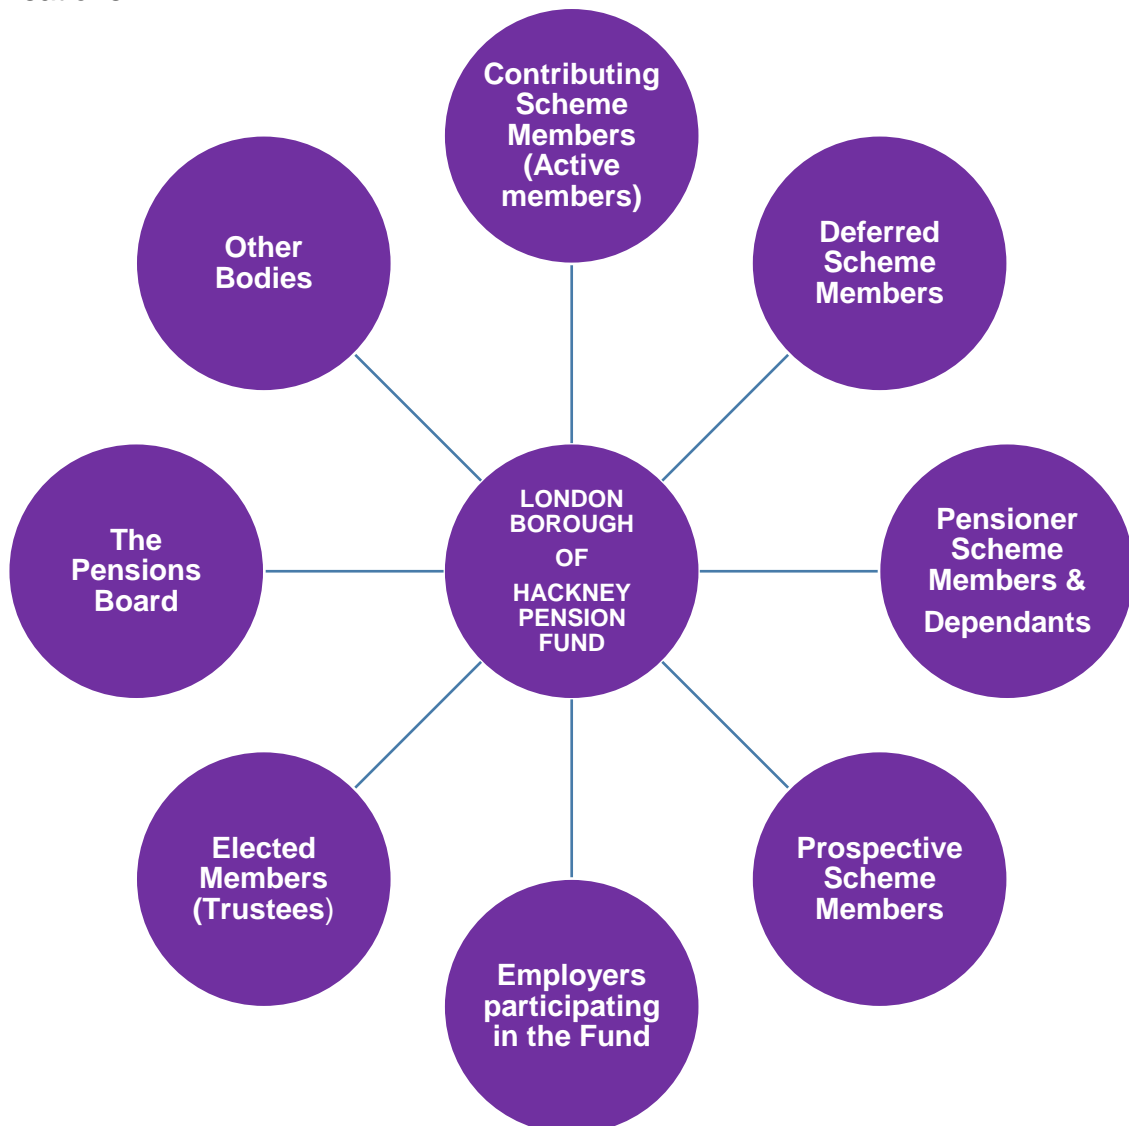 Contributing
Scheme
Members
(Active
members)
Deferred
Scheme
Members
Other
Bodies
LONDON
BOROUGH
OF
HACKNEY
PENSION
FUND
Pensioner
Scheme
Members &
Dependants
The
Pensions
Board
Elected
Members
(Trustees)
Prospective
Scheme
Members
Employers
participating
in the Fund